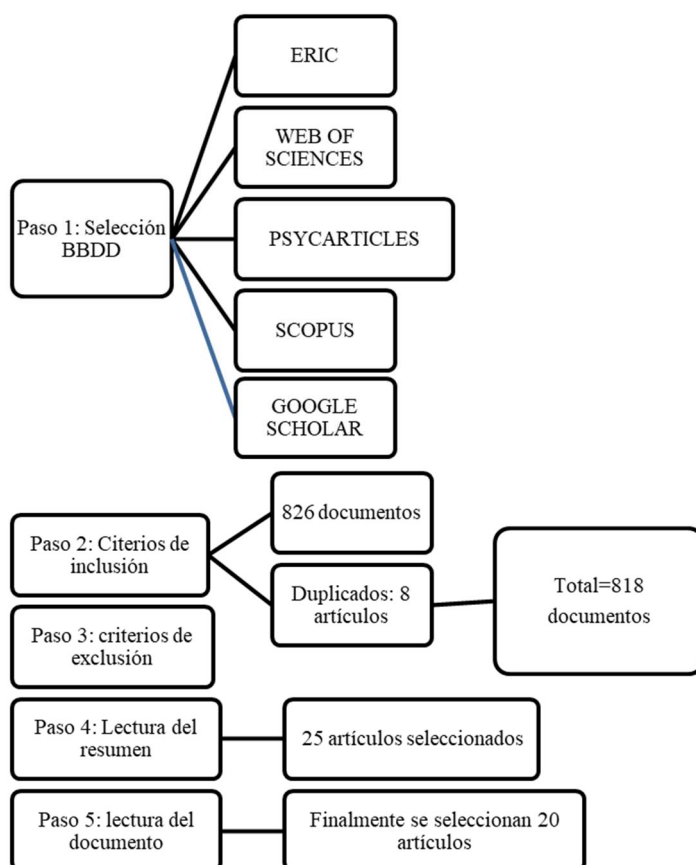 Paso 1: Selección
BBDD
ERIC
WEB OF
SCIENCES
PSYCARTICLES
SCOPUS
GOOGLE
SCHOLAR
Paso 2: Citerios de
inclusión
826 documentos
Duplicados: 8
artículos
Total=818
documentos
Paso 3: criterios de
exclusión
Paso 4: Lectura del
resumen
25 artículos seleccionados
Paso 5: lectura del
documento
Finalmente se seleccionan 20
artículos